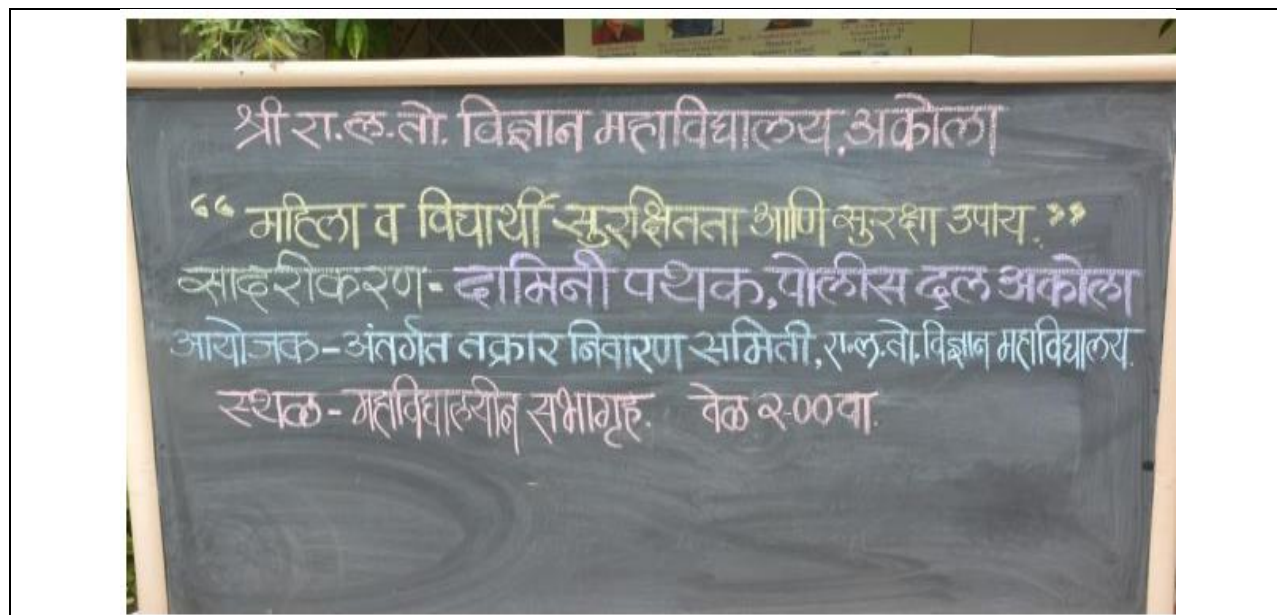 श्री रा.ल.तो. विज्ञान महाविद्यालय, अकोला
“ महिला व विद्यार्थी सुरक्षितता आणि सुरक्षा उपाय. ”
सादरीकरण- दामिनी पथक, पोलीस दल अकोला
आयोजक-अंतर्गत तक्रार निवारण समिती, रा.ल.तो. विज्ञान महाविद्यालय.
स्थळ - महाविद्यालयीन सभागृह. वेळ २-०० वा.